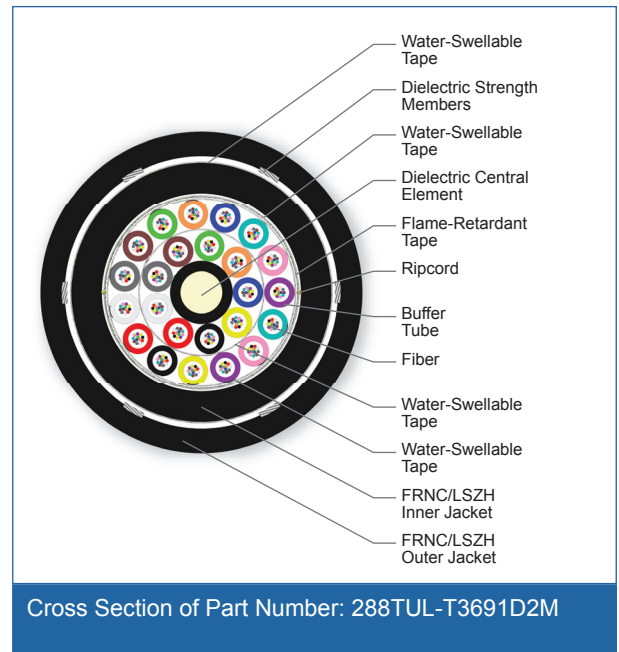 Water-Swellable
Tape
Dielectric Strength
Members
Water-Swellable
Tape
Dielectric Central
Element
Flame-Retardant
Tape
Ripcord
Buffer
Tube
Fiber
Water-Swellable
Tape
Water-Swellable
Tape
FRNC/LSZH
Inner Jacket
FRNC/LSZH
Outer Jacket
Cross Section of Part Number: 288TUL-T3691D2M